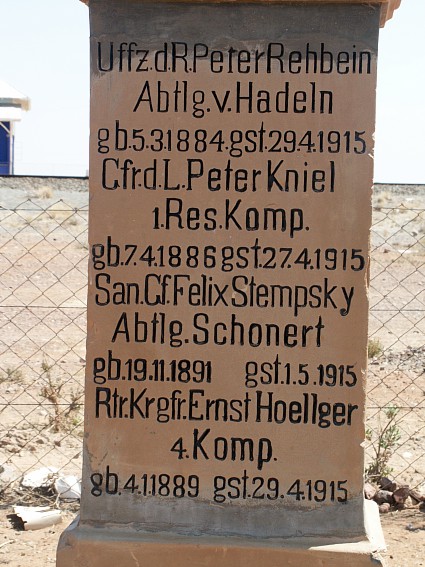 Uffz.d.R.Peter Rehbein
Abtlg.v.Hadeln
gb.5.3.1884.gst.29.4.1915.
Cfr.d.L.Peter Kniel
1.Res.Komp.
gb.7.4.1886 gst.27.4.1915
San.Cf.Felix Stempsky
Abtlg.Schonert
gb.19.11.1891 gst.1.5.1915
Rtr.Krgfr.Ernst Hoellger
4.Komp.
gb.4.1.1889 gst.29.4.1915